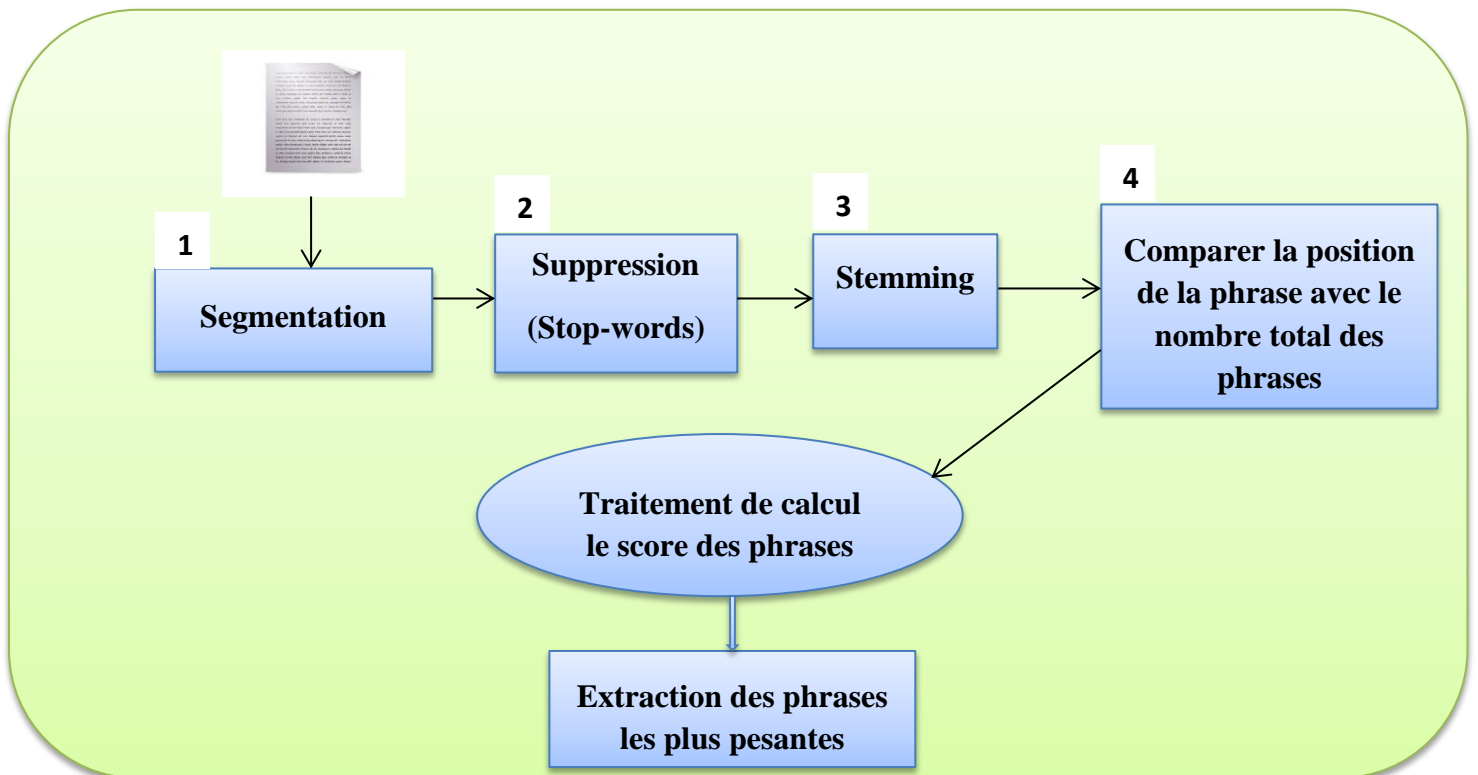 1
Segmentation
2
Suppression
(Stop-words)
3
Stemming
4
Comparer la position
de la phrase avec le
nombre total des
phrases
Traitement de calcul
le score des phrases
Extraction des phrases
les plus pesantes